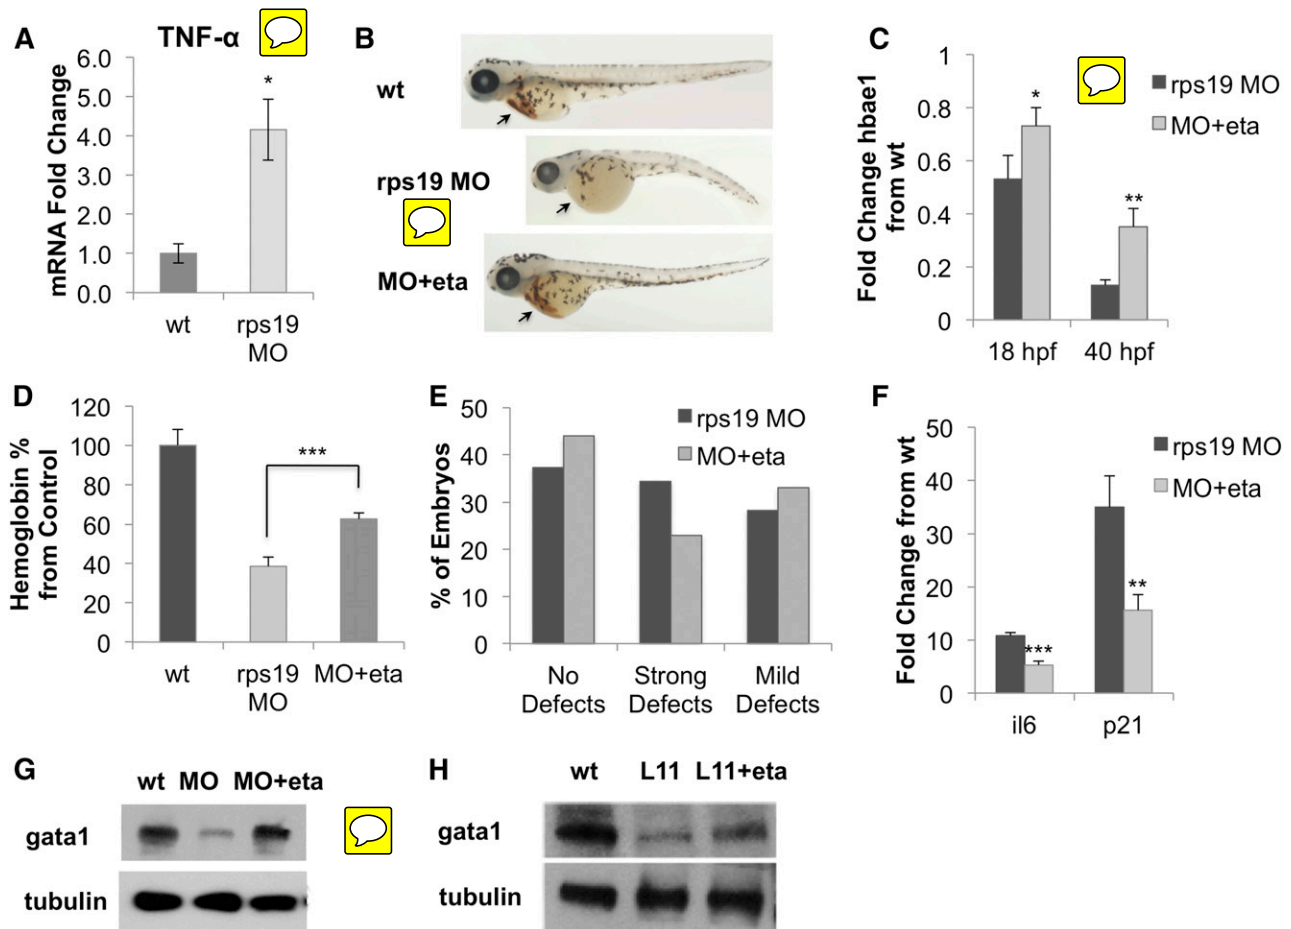 A
TNF-α
mRNA Fold Change
6.0
5.0
4.0
3.0
2.0
1.0
0.0
*
wt
rps19
MO
B
wt
rps19 MO
MO+eta
C
Fold Change hbae1
from wt
1
0.8
0.6
0.4
0.2
0
*
**
rps19 MO
MO+eta
18 hpf
40 hpf
D
Hemoglobin %
from Control
120
100
80
60
40
20
0
***
wt
rps19
MO
MO+eta
E
% of Embryos
50
40
30
20
10
0
rps19 MO
MO+eta
No
Defects
Strong
Defects
Mild
Defects
F
Fold Change from wt
50
40
30
20
10
0
rps19 MO
MO+eta
***
**
il6
p21
G
wt MO MO+eta
gata1
tubulin
H
wt L11 L11+eta
gata1
tubulin